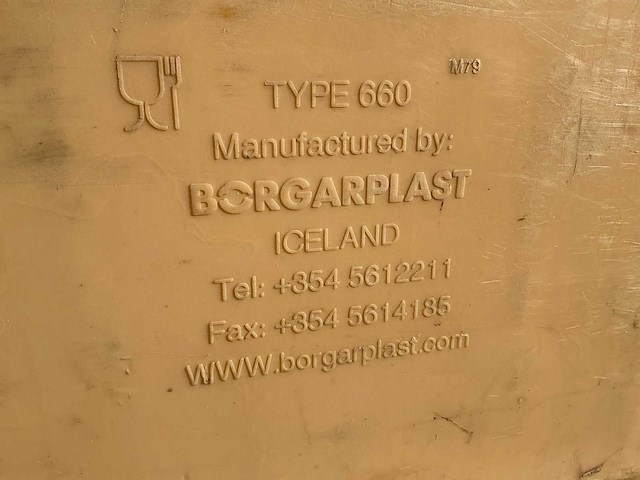 M79
TYPE 660
Manufactured by:
BORGARPLAST
ICELAND
Tel: +354 5612211
Fax: +354 5614185
WWW.borgarplast.com